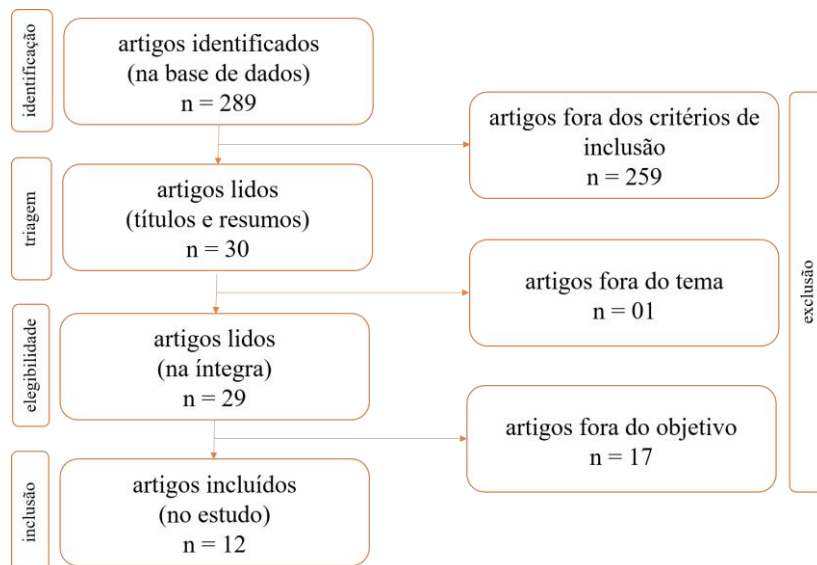 identificação
artigos identificados
(na base de dados)
n = 289
artigos fora dos critérios de
inclusão
n = 259
triagem
artigos lidos
(títulos e resumos)
n = 30
artigos fora do tema
n = 01
elegibilidade
artigos lidos
(na íntegra)
n = 29
artigos fora do objetivo
n = 17
inclusão
artigos incluídos
(no estudo)
n = 12
exclusão